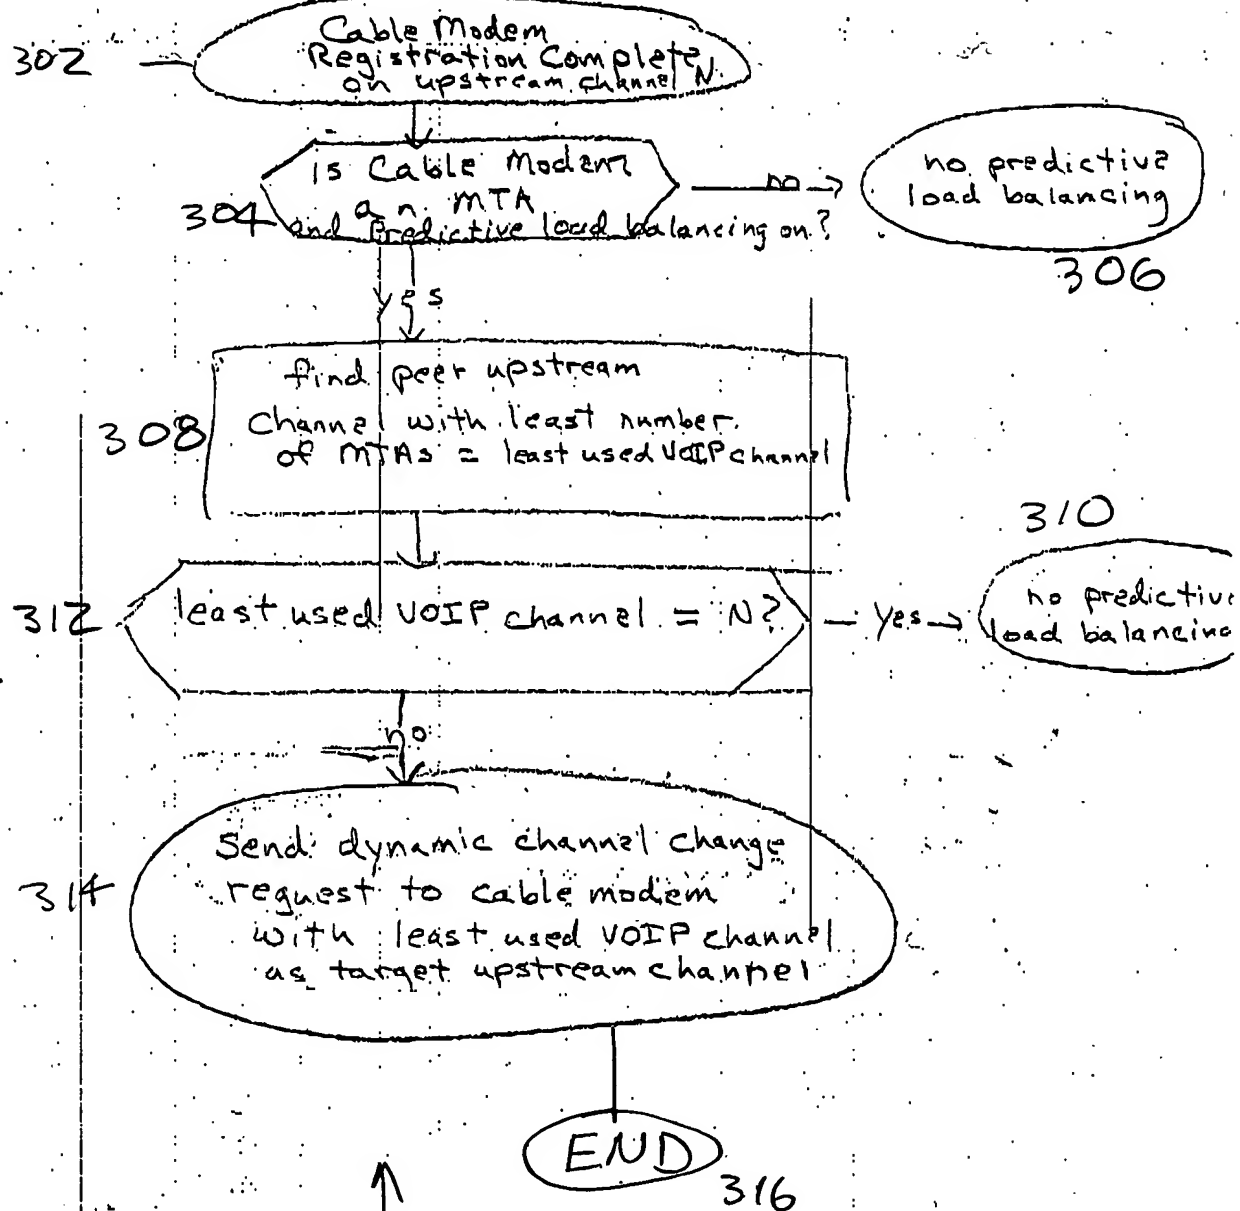 302
Cable Modem
Registration Complete
on upstream channel N
is Cable Modem
an MTA
304
and Predictive load balancing on?
no
no predictive
load balancing
306
yes
find peer upstream
channel with least number
308
of MTAs = least used VOIP channel
310
312
least used VOIP channel = N?
yes
no predictive
load balancing
no
Send dynamic channel change
314
request to cable modem
with least used VOIP channel
as target upstream channel
END
316